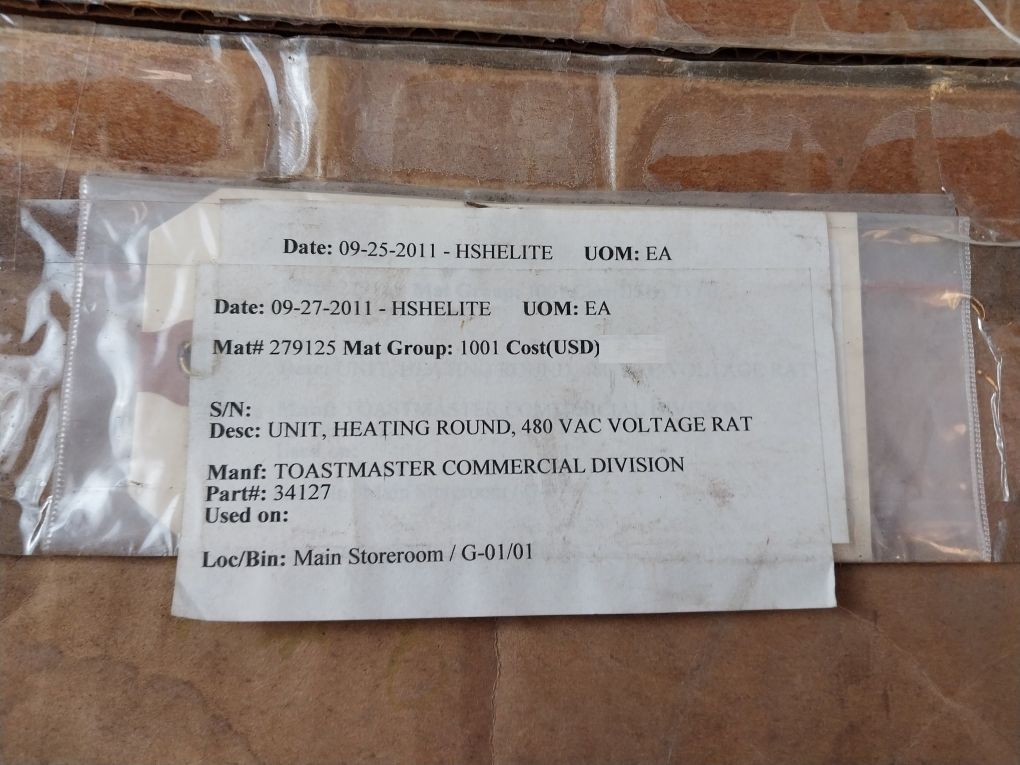 Date: 09-25-2011 - HSHELITE UOM: EA
Date: 09-27-2011 - HSHELITE UOM: EA
Mat# 279125 Mat Group: 1001 Cost(USD)
S/N:
Desc: UNIT, HEATING ROUND, 480 VAC VOLTAGE RAT
Manf: TOASTMASTER COMMERCIAL DIVISION
Part#: 34127
Used on:
Loc/Bin: Main Storeroom / G-01/01